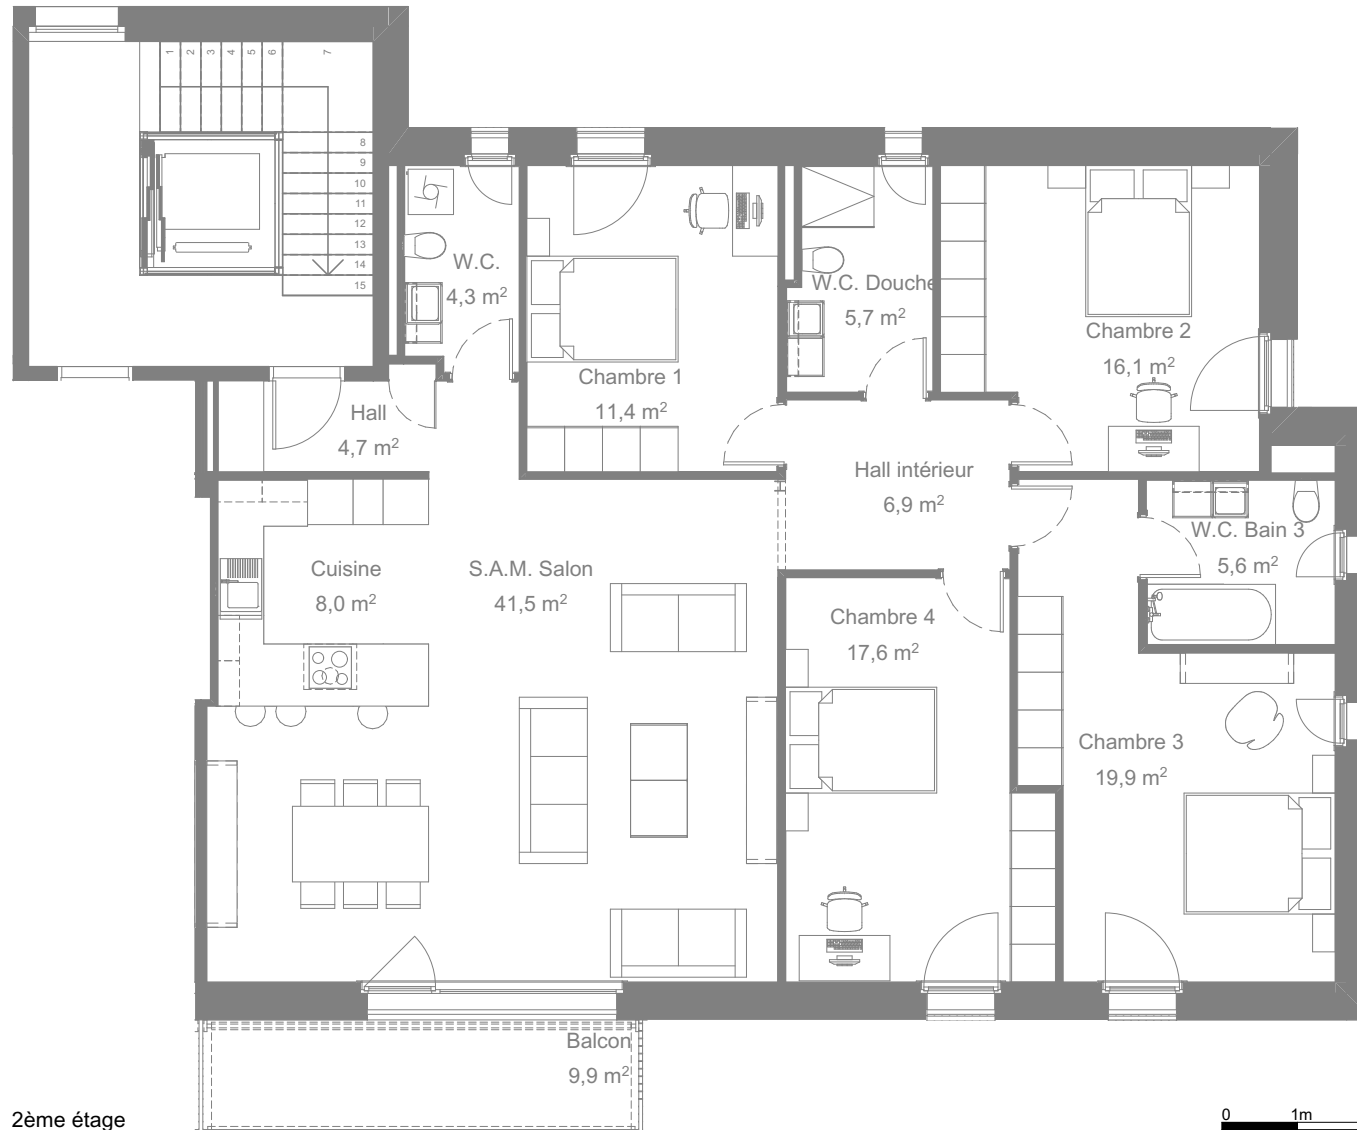 1
2
3
4
5
6
7
8
9
10
11
12
13
14
15
W.C.
4,3 m²
W.C. Douche
5,7 m²
Chambre 2
16,1 m²
Chambre 1
11,4 m²
Hall
4,7 m²
Hall intérieur
6,9 m²
W.C. Bain 3
5,6 m²
Cuisine
8,0 m²
S.A.M. Salon
41,5 m²
Chambre 4
17,6 m²
Chambre 3
19,9 m²
Balcon
9,9 m²
2ème étage
0 1m